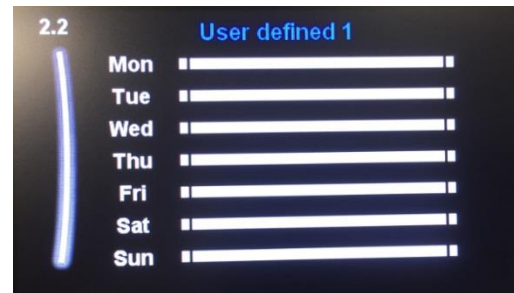 2.2
User defined 1
Mon
Tue
Wed
Thu
Fri
Sat
Sun